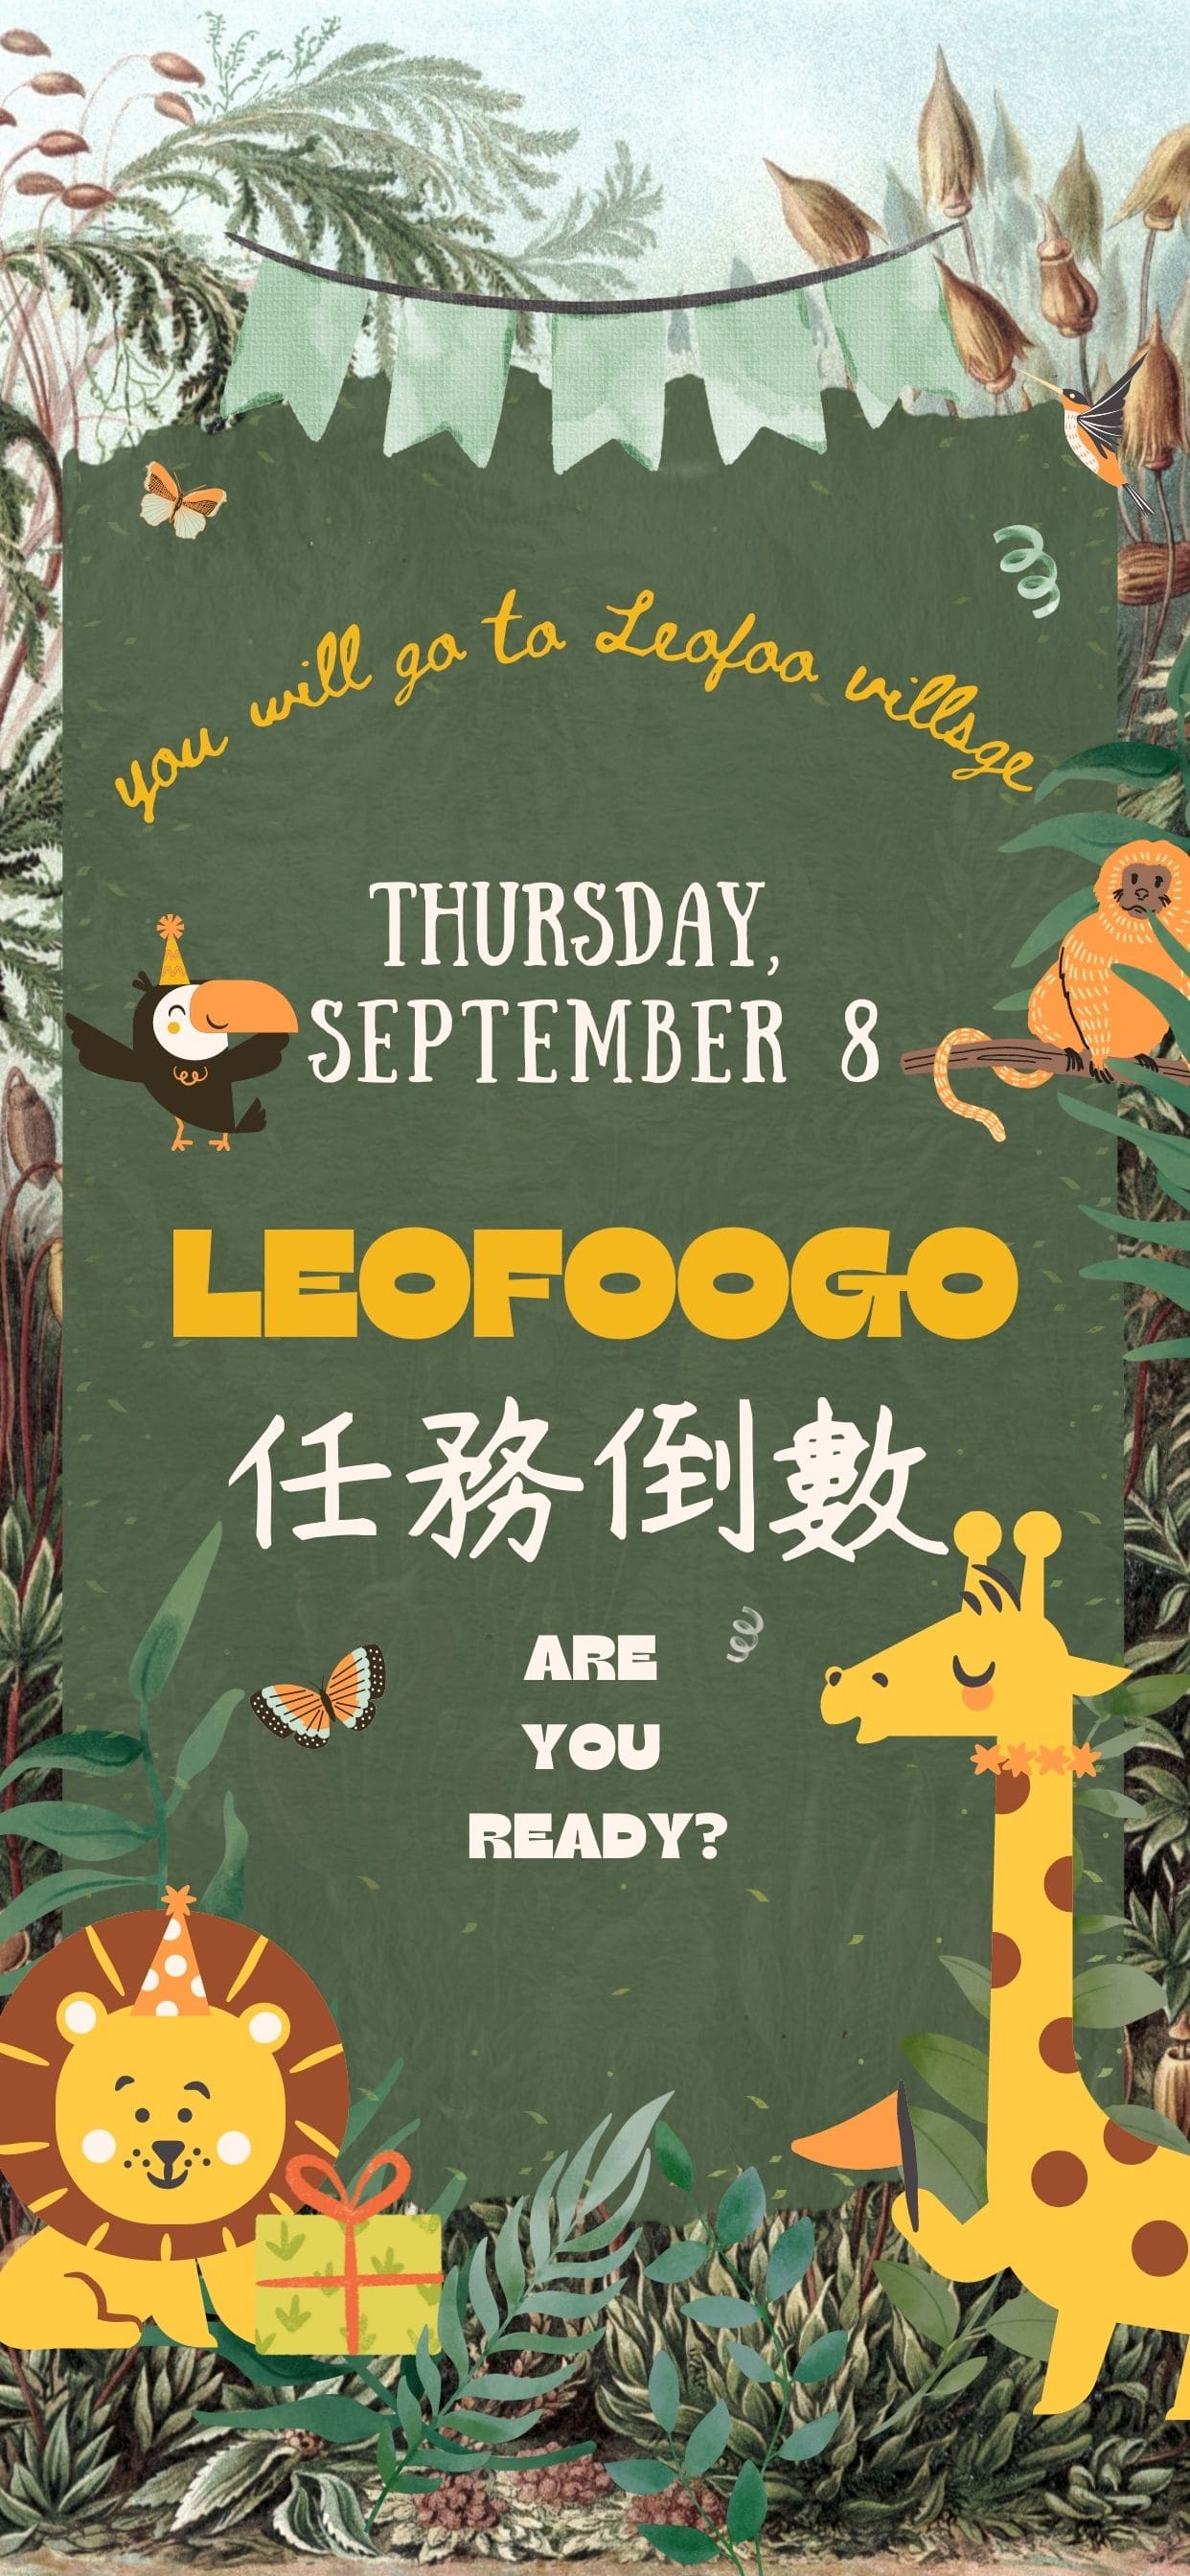 you will go to Leofoo villsge
THURSDAY,
SEPTEMBER 8
LEOFOOGO
任務倒數
ARE
YOU
READY?